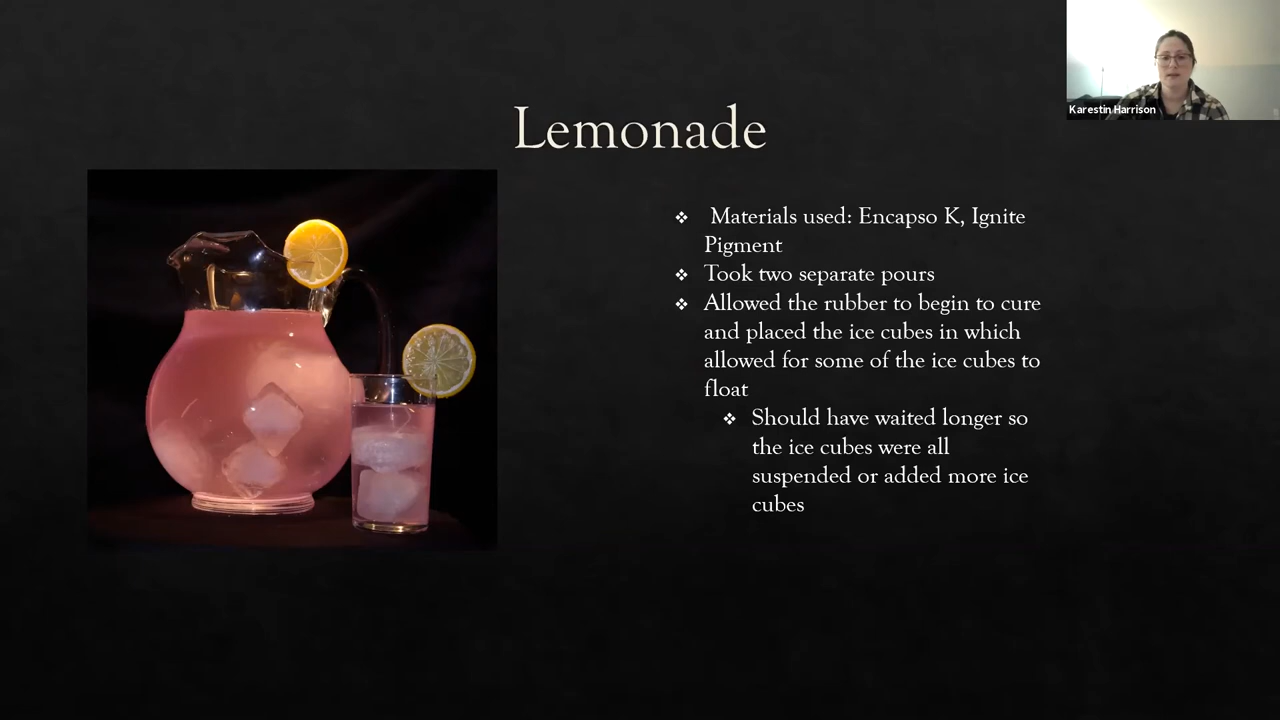 Karestin Harrison
Lemonade
❖ Materials used: Encapso K, Ignite
Pigment
❖ Took two separate pours
❖ Allowed the rubber to begin to cure
and placed the ice cubes in which
allowed for some of the ice cubes to
float
❖ Should have waited longer so
the ice cubes were all
suspended or added more ice
cubes